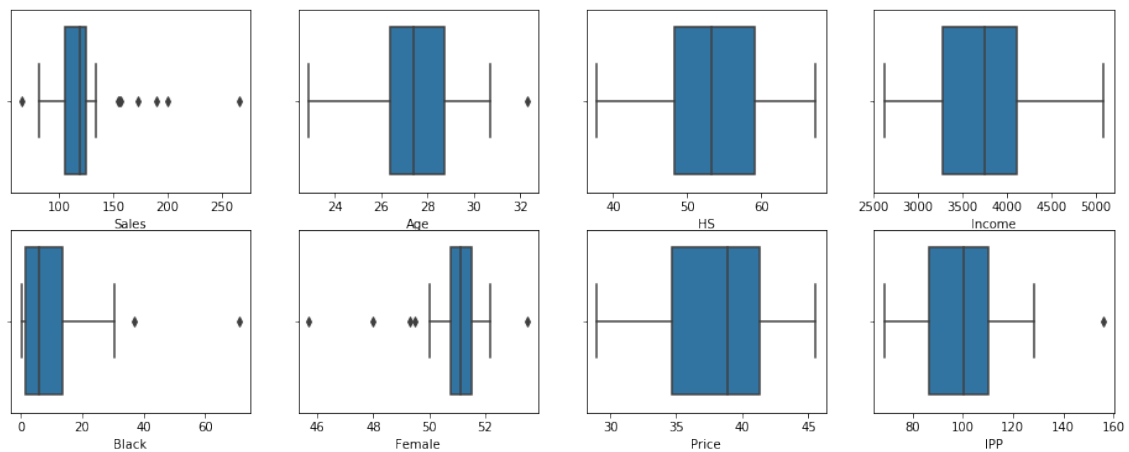 100 150 200 250
Sales
24 26 28 30 32
Age
40 50 60
HS
2500 3000 3500 4000 4500 5000
Income
0 20 40 60
Black
46 48 50 52
Female
30 35 40 45
Price
80 100 120 140 160
IPP